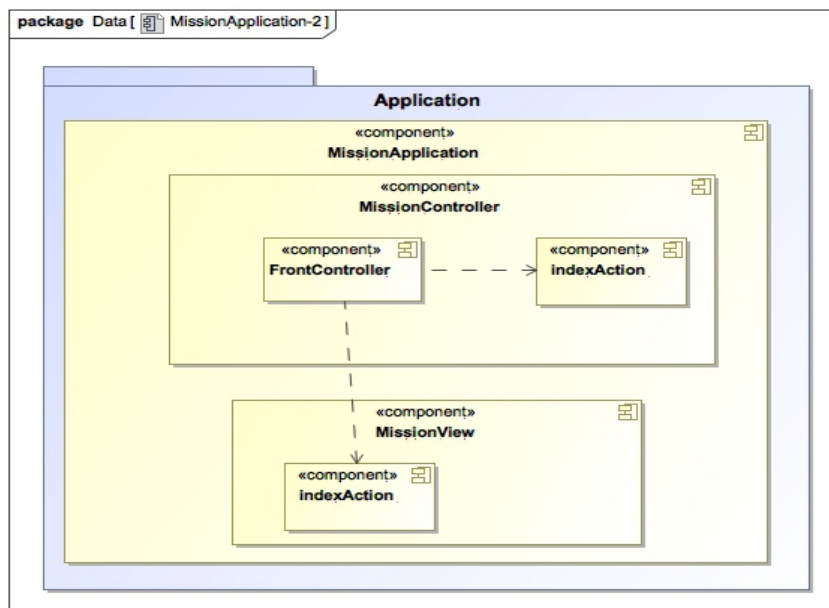 package Data [ MissionApplication-2 ]
Application
«component»
MissionApplication
«component»
MissionController
«component»
FrontController
«component»
indexAction
«component»
MissionView
«component»
indexAction